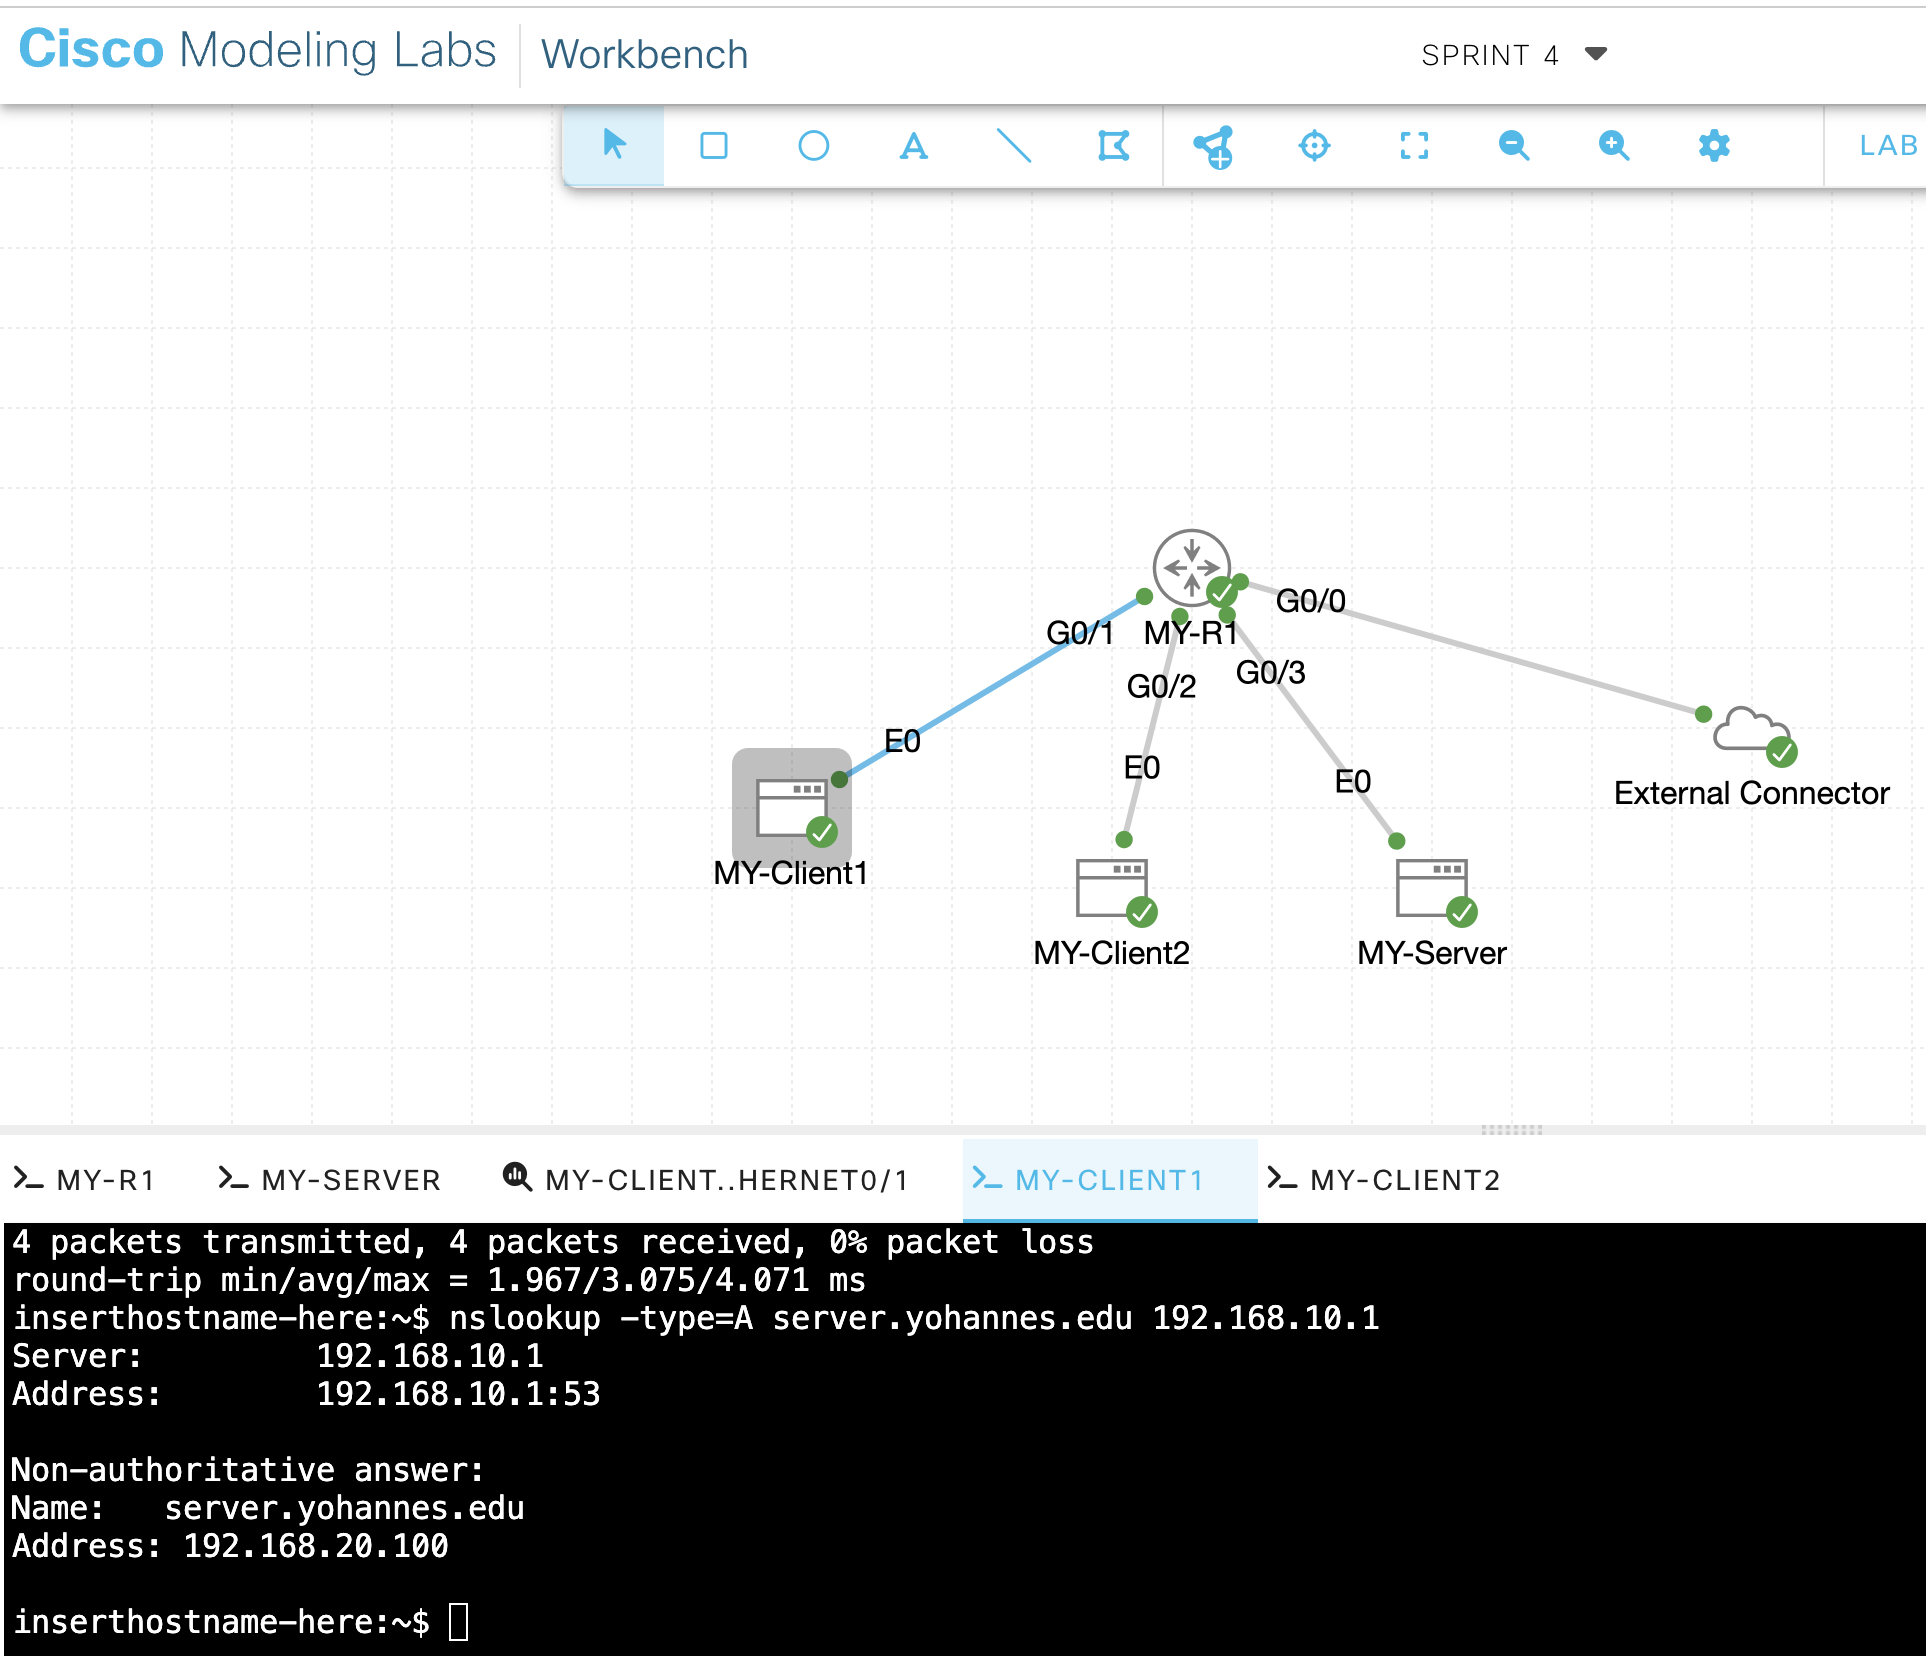 Cisco Modeling Labs Workbench SPRINT 4
A LAB
G0/0
G0/1 MY-R1
G0/2 G0/3
E0
E0 E0
External Connector
MY-Client1
MY-Client2 MY-Server
MY-R1 MY-SERVER MY-CLIENT..HERNET0/1 MY-CLIENT1 MY-CLIENT2
4 packets transmitted, 4 packets received, 0% packet loss
round-trip min/avg/max = 1.967/3.075/4.071 ms
inserthostname-here:~$ nslookup -type=A server.yohannes.edu 192.168.10.1
Server: 192.168.10.1
Address: 192.168.10.1:53
Non-authoritative answer:
Name: server.yohannes.edu
Address: 192.168.20.100
inserthostname-here:~$